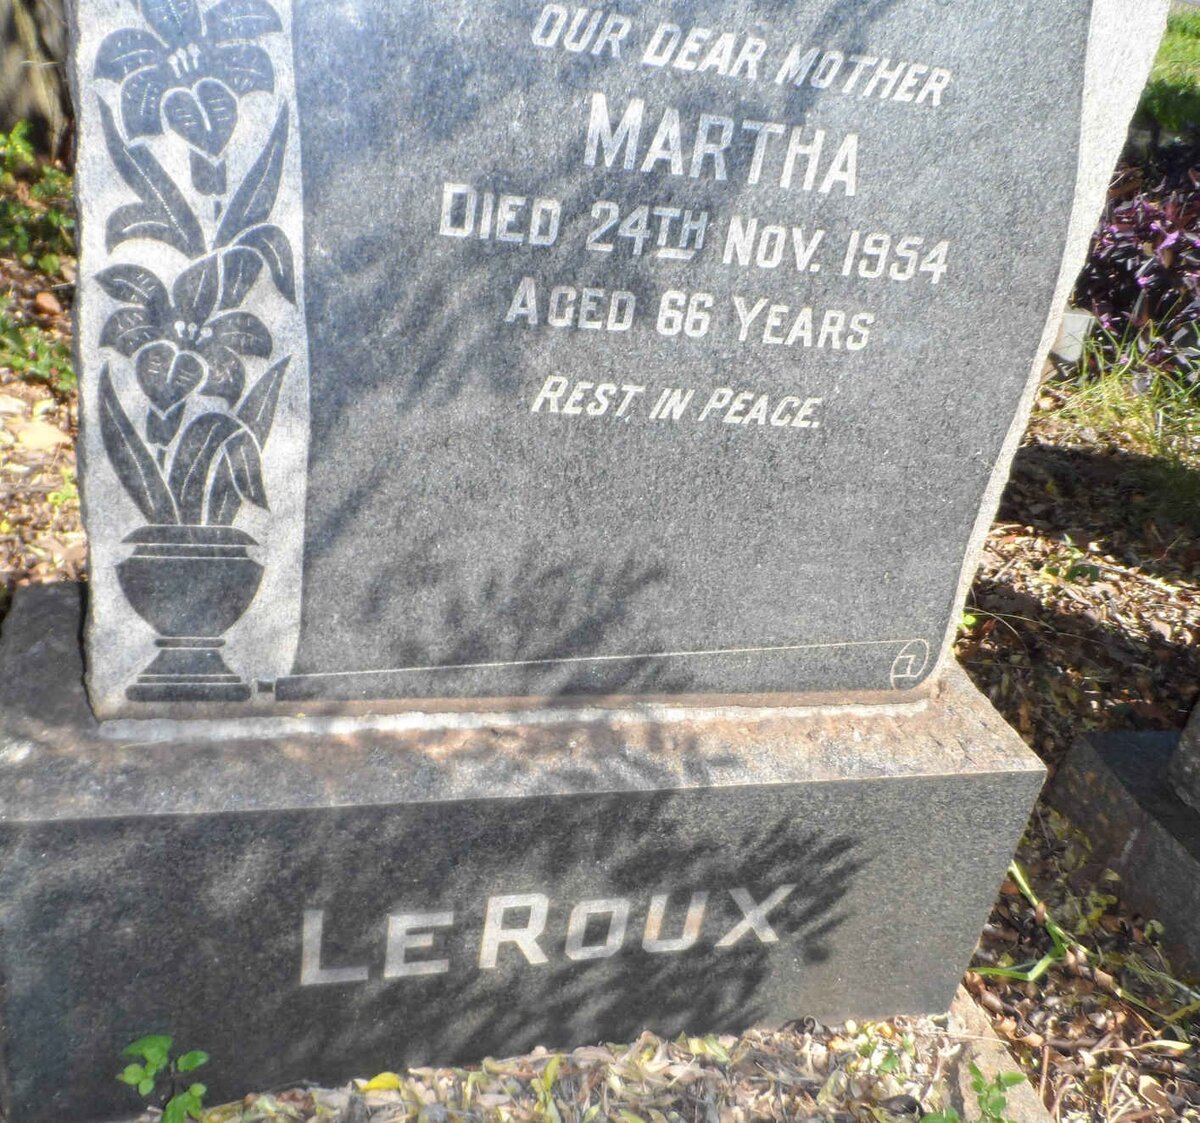 OUR DEAR MOTHER
MARTHA
DIED 24TH NOV. 1954
AGED 66 YEARS
REST IN PEACE.
LEROUX